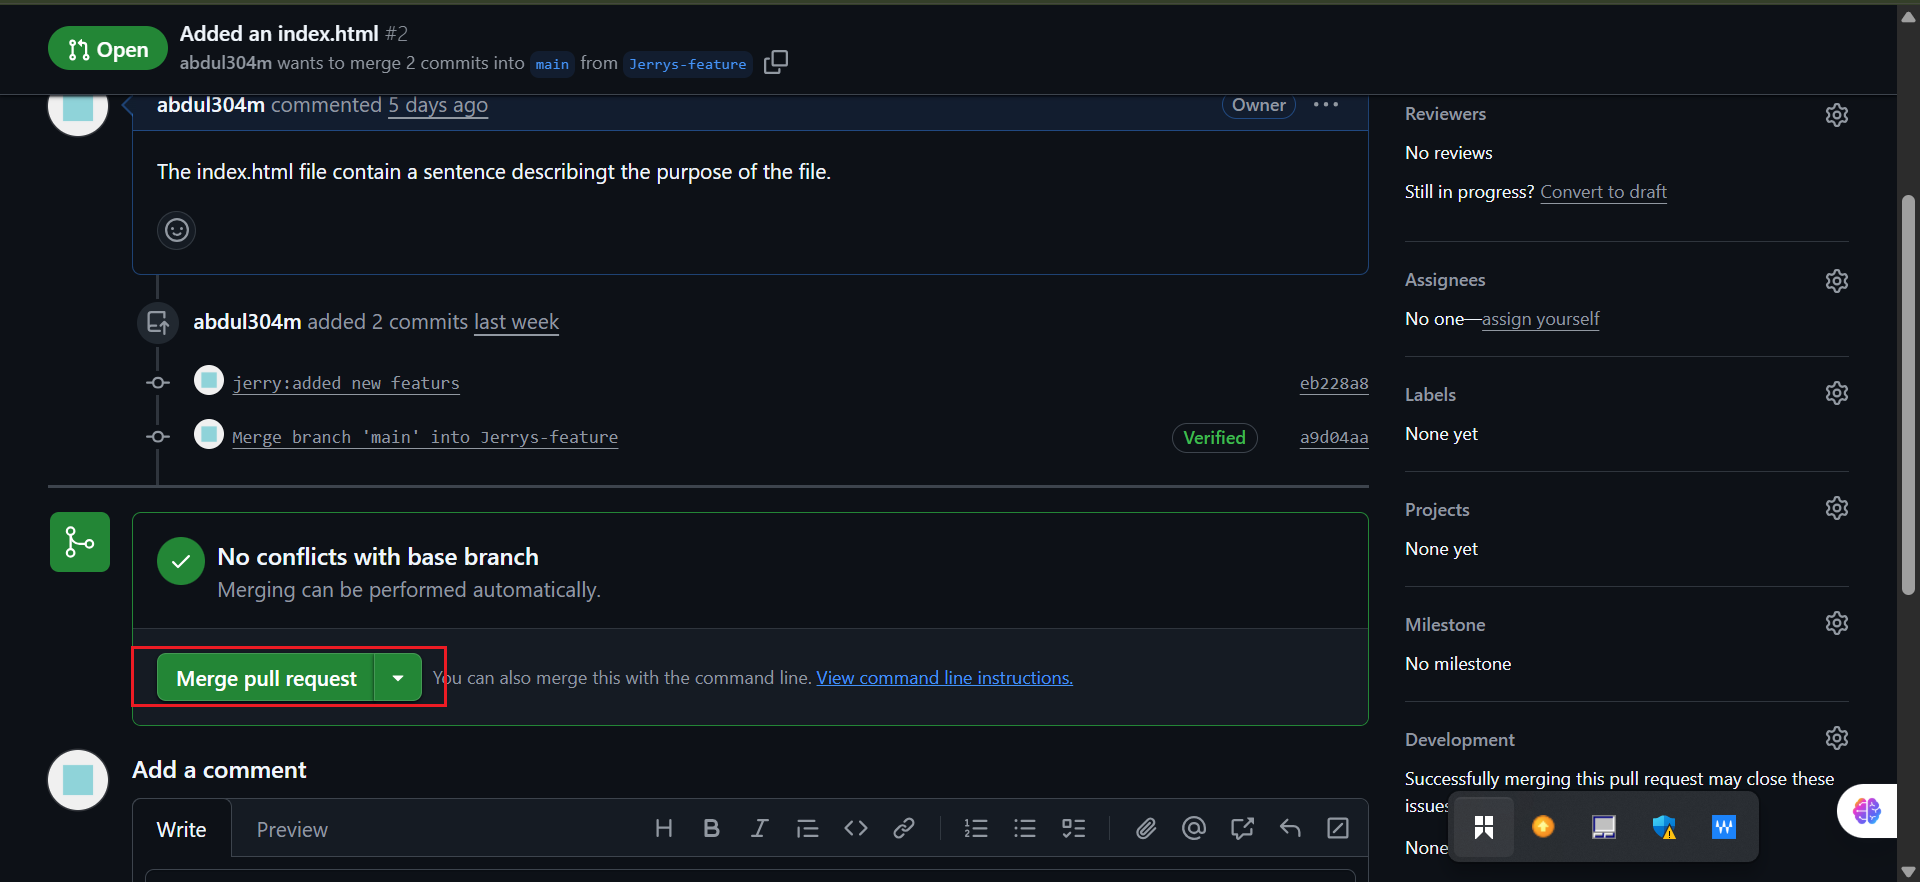 Open
Added an index.html #2
abdul304m wants to merge 2 commits into main from Jerrys-feature
abdul304m commented 5 days ago
Owner
The index.html file contain a sentence describingt the purpose of the file.
abdul304m added 2 commits last week
jerry:added new featurs
eb228a8
Merge branch 'main' into Jerrys-feature
Verified
a9d04aa
No conflicts with base branch
Merging can be performed automatically.
Merge pull request
You can also merge this with the command line. View command line instructions.
Add a comment
Write
Preview
Reviewers
No reviews
Still in progress? Convert to draft
Assignees
No one—assign yourself
Labels
None yet
Projects
None yet
Milestone
No milestone
Development
Successfully merging this pull request may close these
issues
None